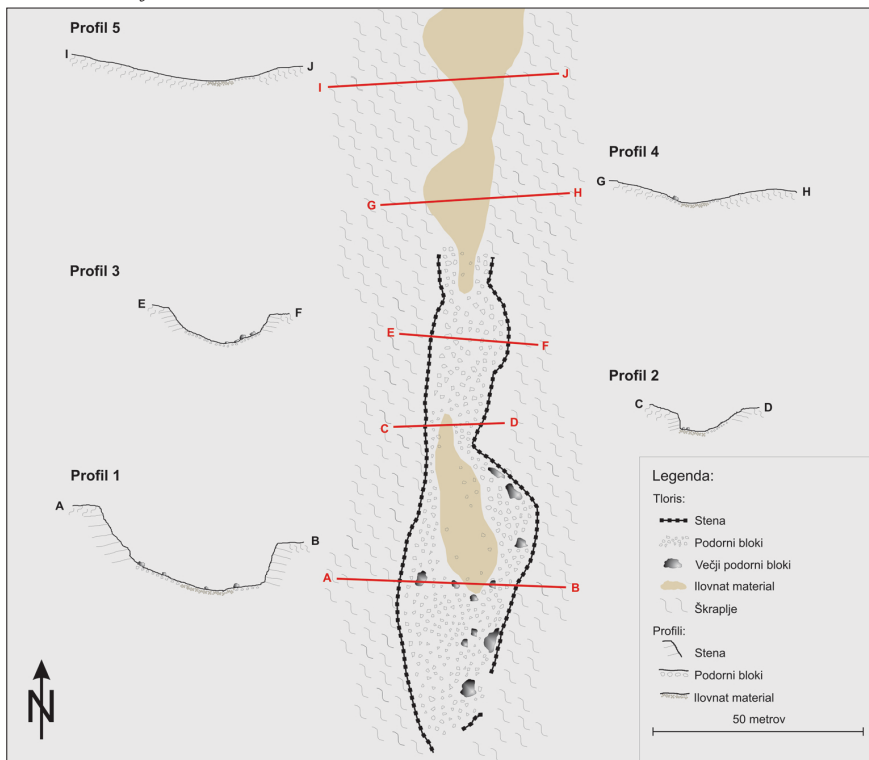 Profil 5
I
J
I
J
Profil 4
G
H
G
H
Profil 3
E
F
E
F
Profil 2
C
D
C
D
Profil 1
A
B
A
B
Legenda:
Tloris:
Stena
Podorni bloki
Večji podorni bloki
Ilovnat material
Škraplje
Profili:
Stena
Podorni bloki
Ilovnat material
50 metrov
N